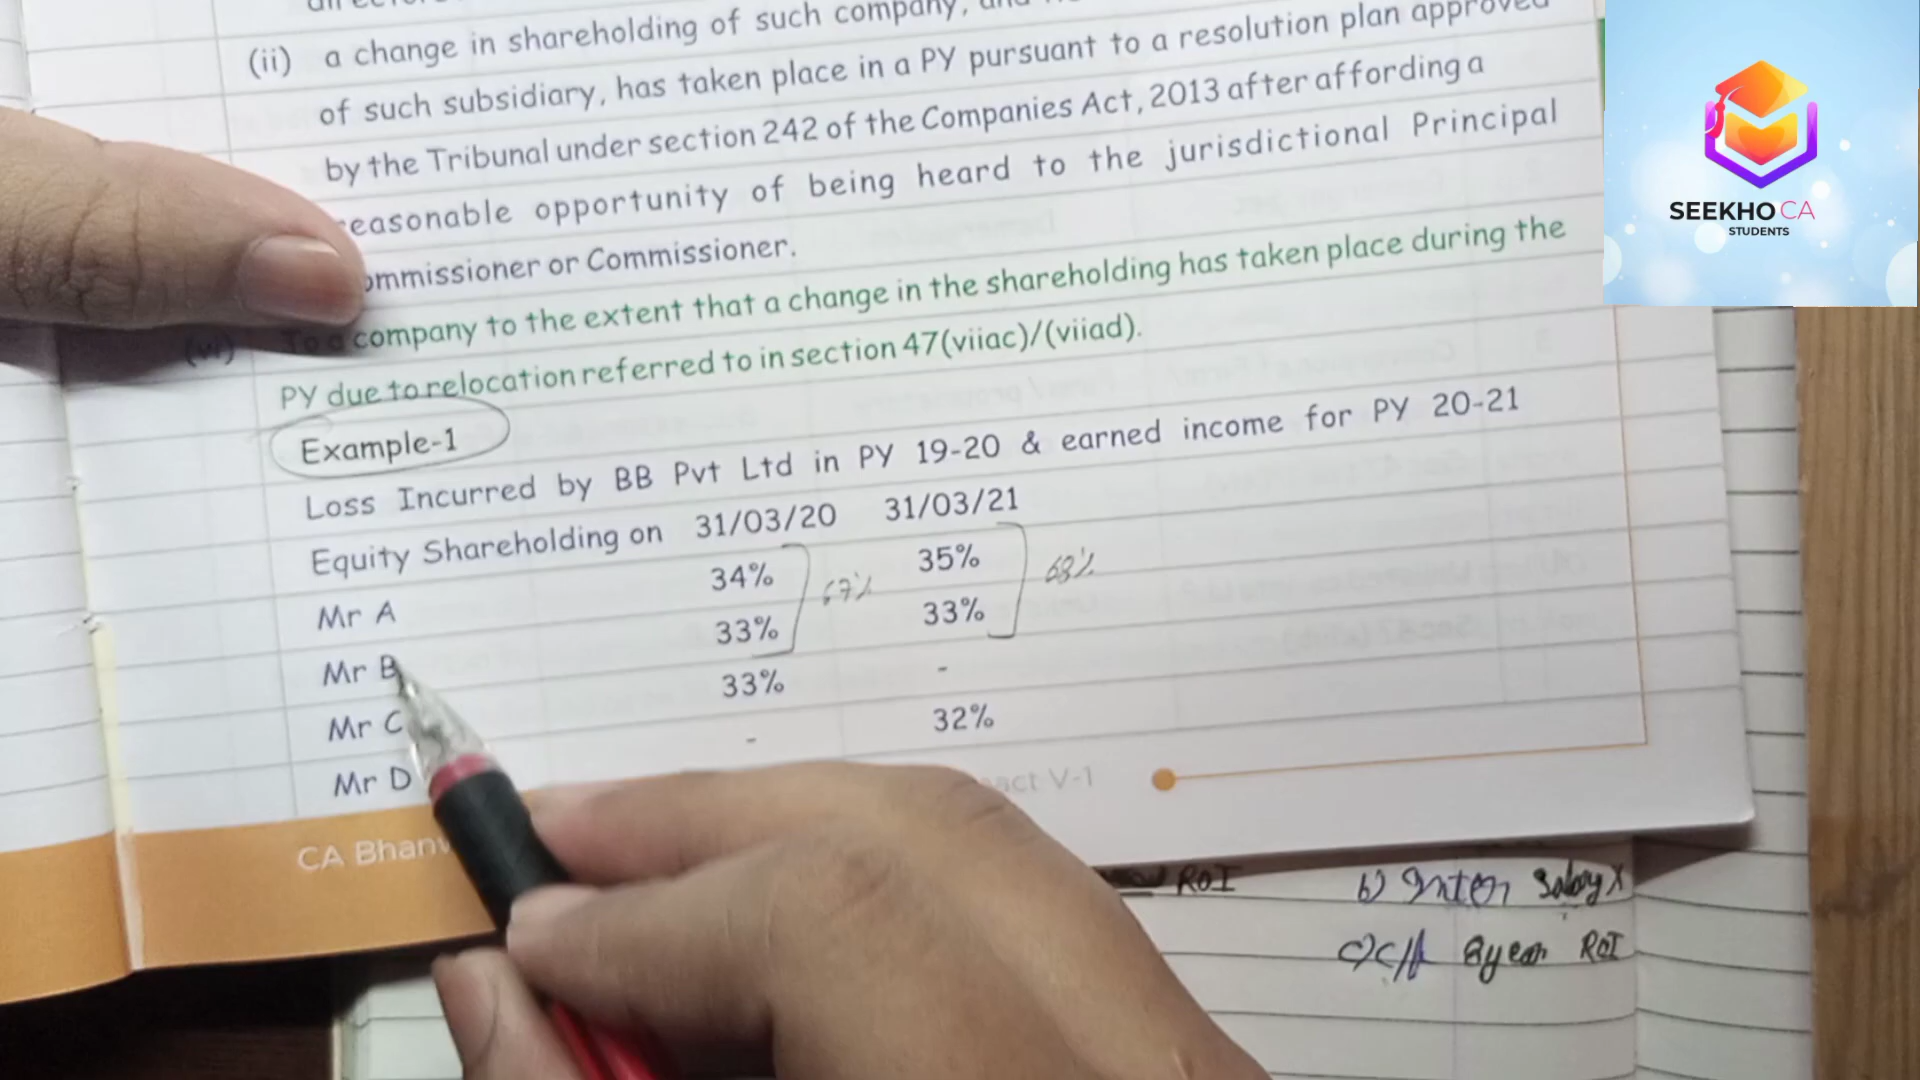 (ii) a change in shareholding of such company,
of such subsidiary, has taken place in a PY pursuant to a resolution plan approved
by the Tribunal under section 242 of the Companies Act, 2013 after affording a
reasonable opportunity of being heard to the jurisdictional Principal
ommissioner or Commissioner.
To a company to the extent that a change in the shareholding has taken place during the
PY due to relocation referred to in section 47(viiac)/(viiad).
Example-1
Loss Incurred by BB Pvt Ltd in PY 19-20 & earned income for PY 20-21
Equity Shareholding on 31/03/20 31/03/21
Mr A 34% 35%
67% 68%
Mr B 33% 33%
Mr C 33% -
Mr D - 32%
CA Bhanw
act V-1
ROI
b) Inter Salary X
c) C/f 8 year ROI
SEEKHO CA
STUDENTS